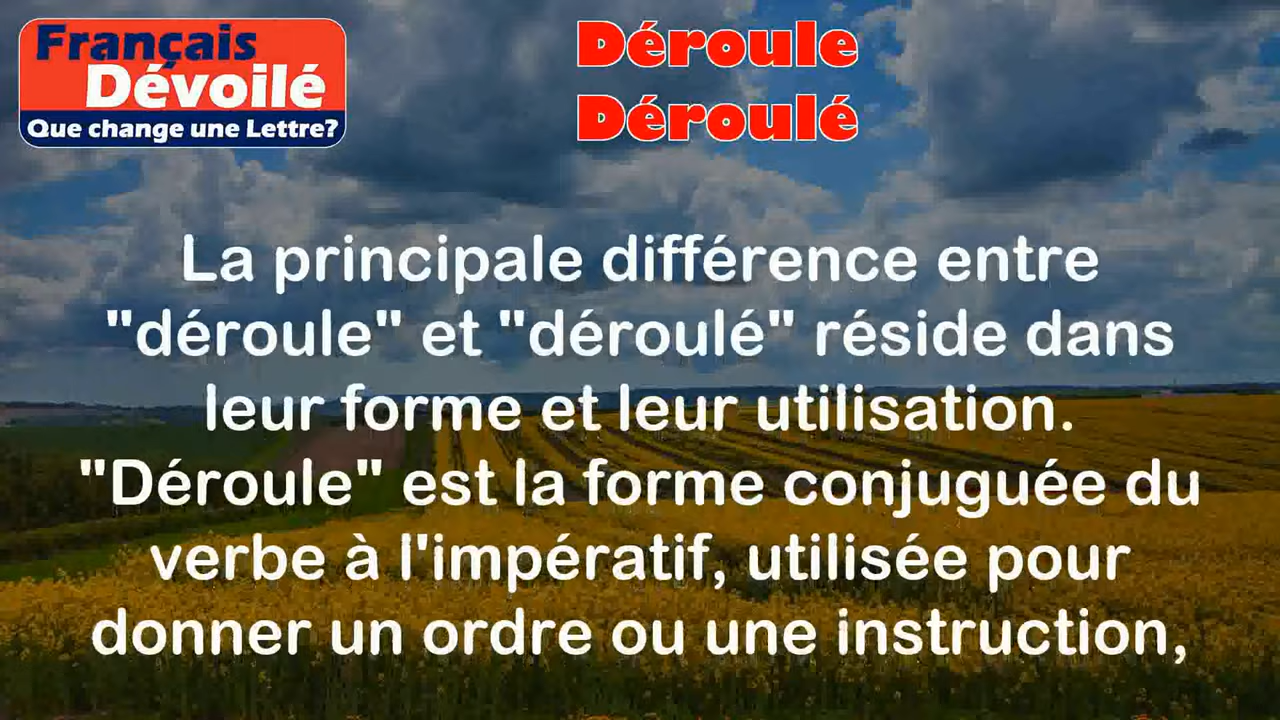 Français
Dévoilé
Que change une Lettre?
Déroule
Déroulé
La principale différence entre
"déroule" et "déroulé" réside dans
leur forme et leur utilisation.
"Déroule" est la forme conjuguée du
verbe à l'impératif, utilisée pour
donner un ordre ou une instruction,